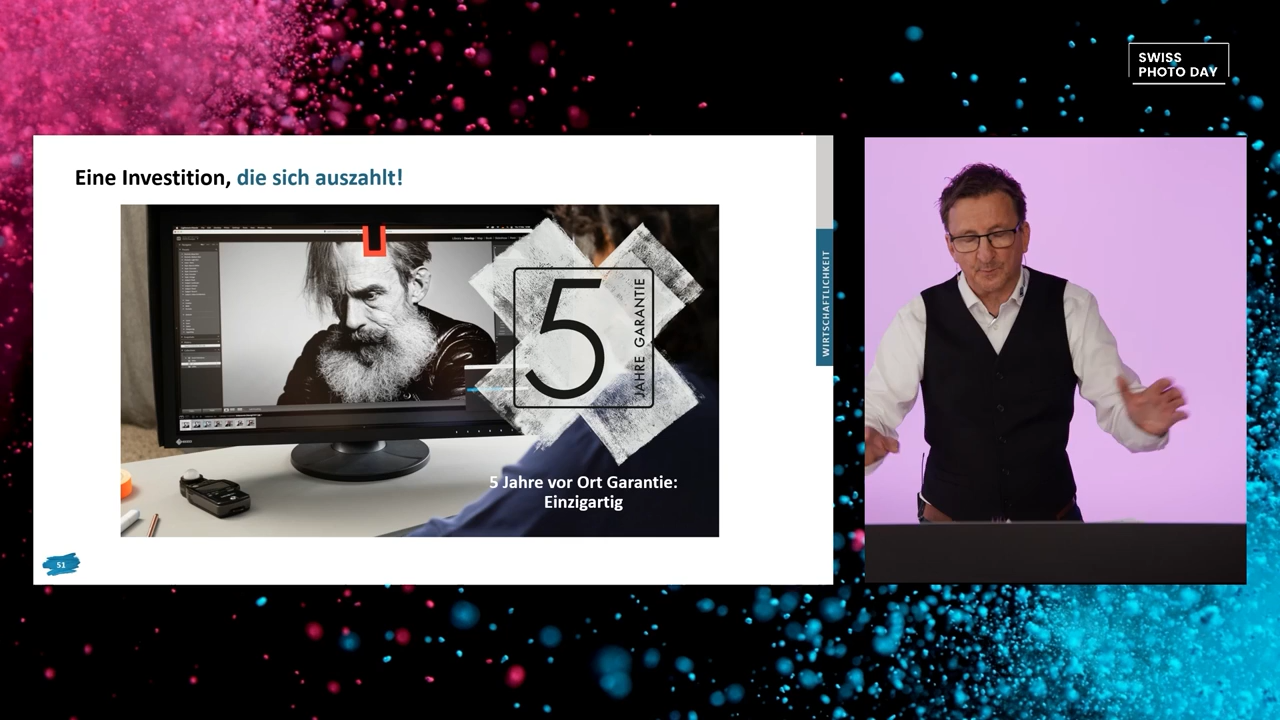 SWISS
PHOTO DAY
Eine Investition, die sich auszahlt!
WIRTSCHAFTLICHKEIT
5
JAHRE GARANTIE
5 Jahre vor Ort Garantie:
Einzigartig
51